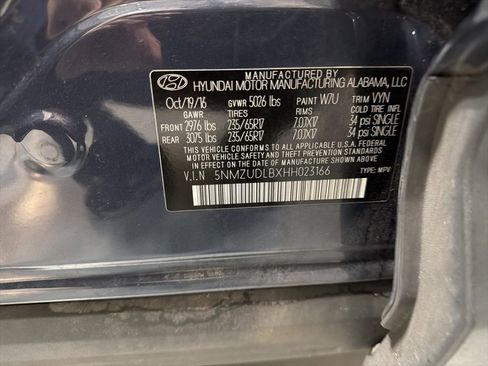 MANUFACTURED BY
HYUNDAI MOTOR MANUFACTURING ALABAMA, LLC
Oct/19/16 GVWR 5026 lbs PAINT W7U TRIM VYN
GAWR TIRES RIMS COLD TIRE INFL
FRONT 2976 lbs 235/65R17 7.0JX17 34 psi SINGLE
REAR 3075 lbs 235/65R17 7.0JX17 34 psi SINGLE
THIS VEHICLE CONFORMS TO ALL APPLICABLE U.S.A. FEDERAL
MOTOR VEHICLE SAFETY AND THEFT PREVENTION STANDARDS
IN EFFECT ON THE DATE OF MANUFACTURE SHOWN ABOVE.
V.I.N 5NMZUDLBXHH023166
TYPE: MPV